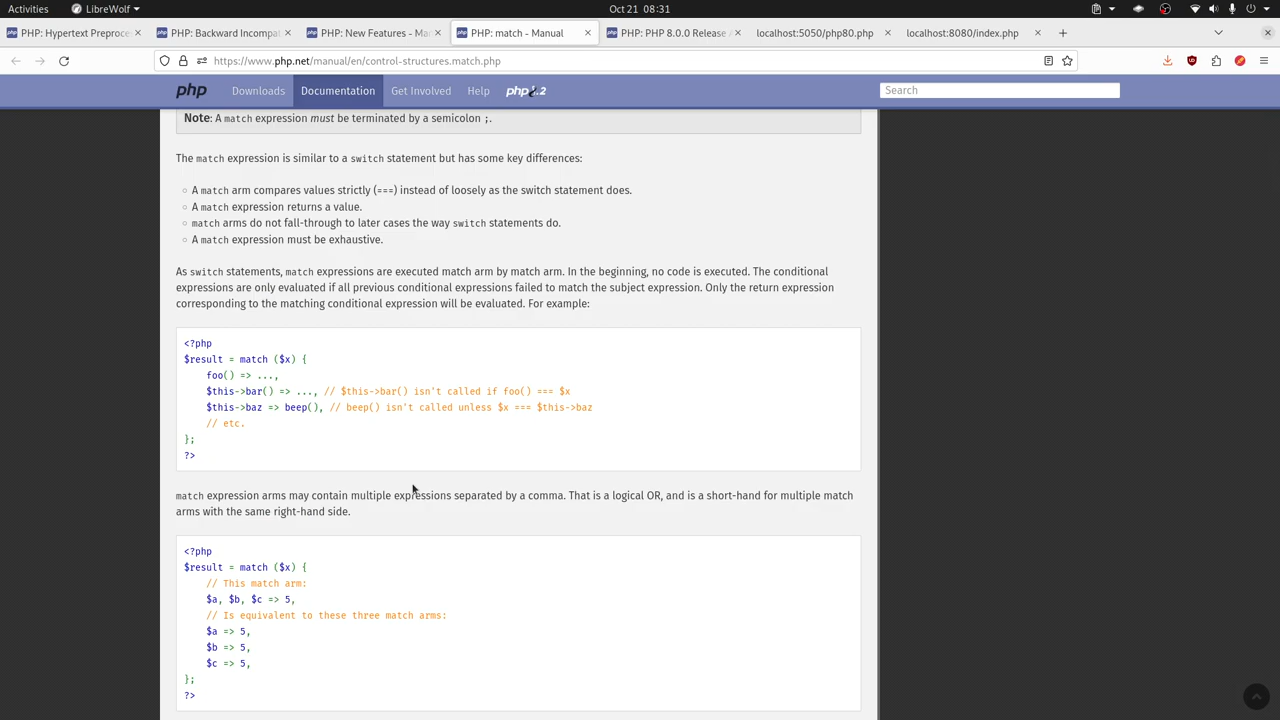 Activities LibreWolf Oct 21 08:31
PHP: Hypertext Preproce PHP: Backward Incompat PHP: New Features - Ma PHP: match - Manual PHP: PHP 8.0.0 Release localhost:5050/php80.php localhost:8080/index.php
https://www.php.net/manual/en/control-structures.match.php
php Downloads Documentation Get Involved Help Search
Note: A match expression must be terminated by a semicolon ;.
The match expression is similar to a switch statement but has some key differences:
A match arm compares values strictly (===) instead of loosely as the switch statement does.
A match expression returns a value.
match arms do not fall-through to later cases the way switch statements do.
A match expression must be exhaustive.
As switch statements, match expressions are executed match arm by match arm. In the beginning, no code is executed. The conditional
expressions are only evaluated if all previous conditional expressions failed to match the subject expression. Only the return expression
corresponding to the matching conditional expression will be evaluated. For example:
<?php
$result = match ($x) {
foo() => ...,
$this->bar() => ..., // $this->bar() isn't called if foo() === $x
$this->baz => beep(), // beep() isn't called unless $x === $this->baz
// etc.
};
?>
match expression arms may contain multiple expressions separated by a comma. That is a logical OR, and is a short-hand for multiple match
arms with the same right-hand side.
<?php
$result = match ($x) {
// This match arm:
$a, $b, $c => 5,
// Is equivalent to these three match arms:
$a => 5,
$b => 5,
$c => 5,
};
?>